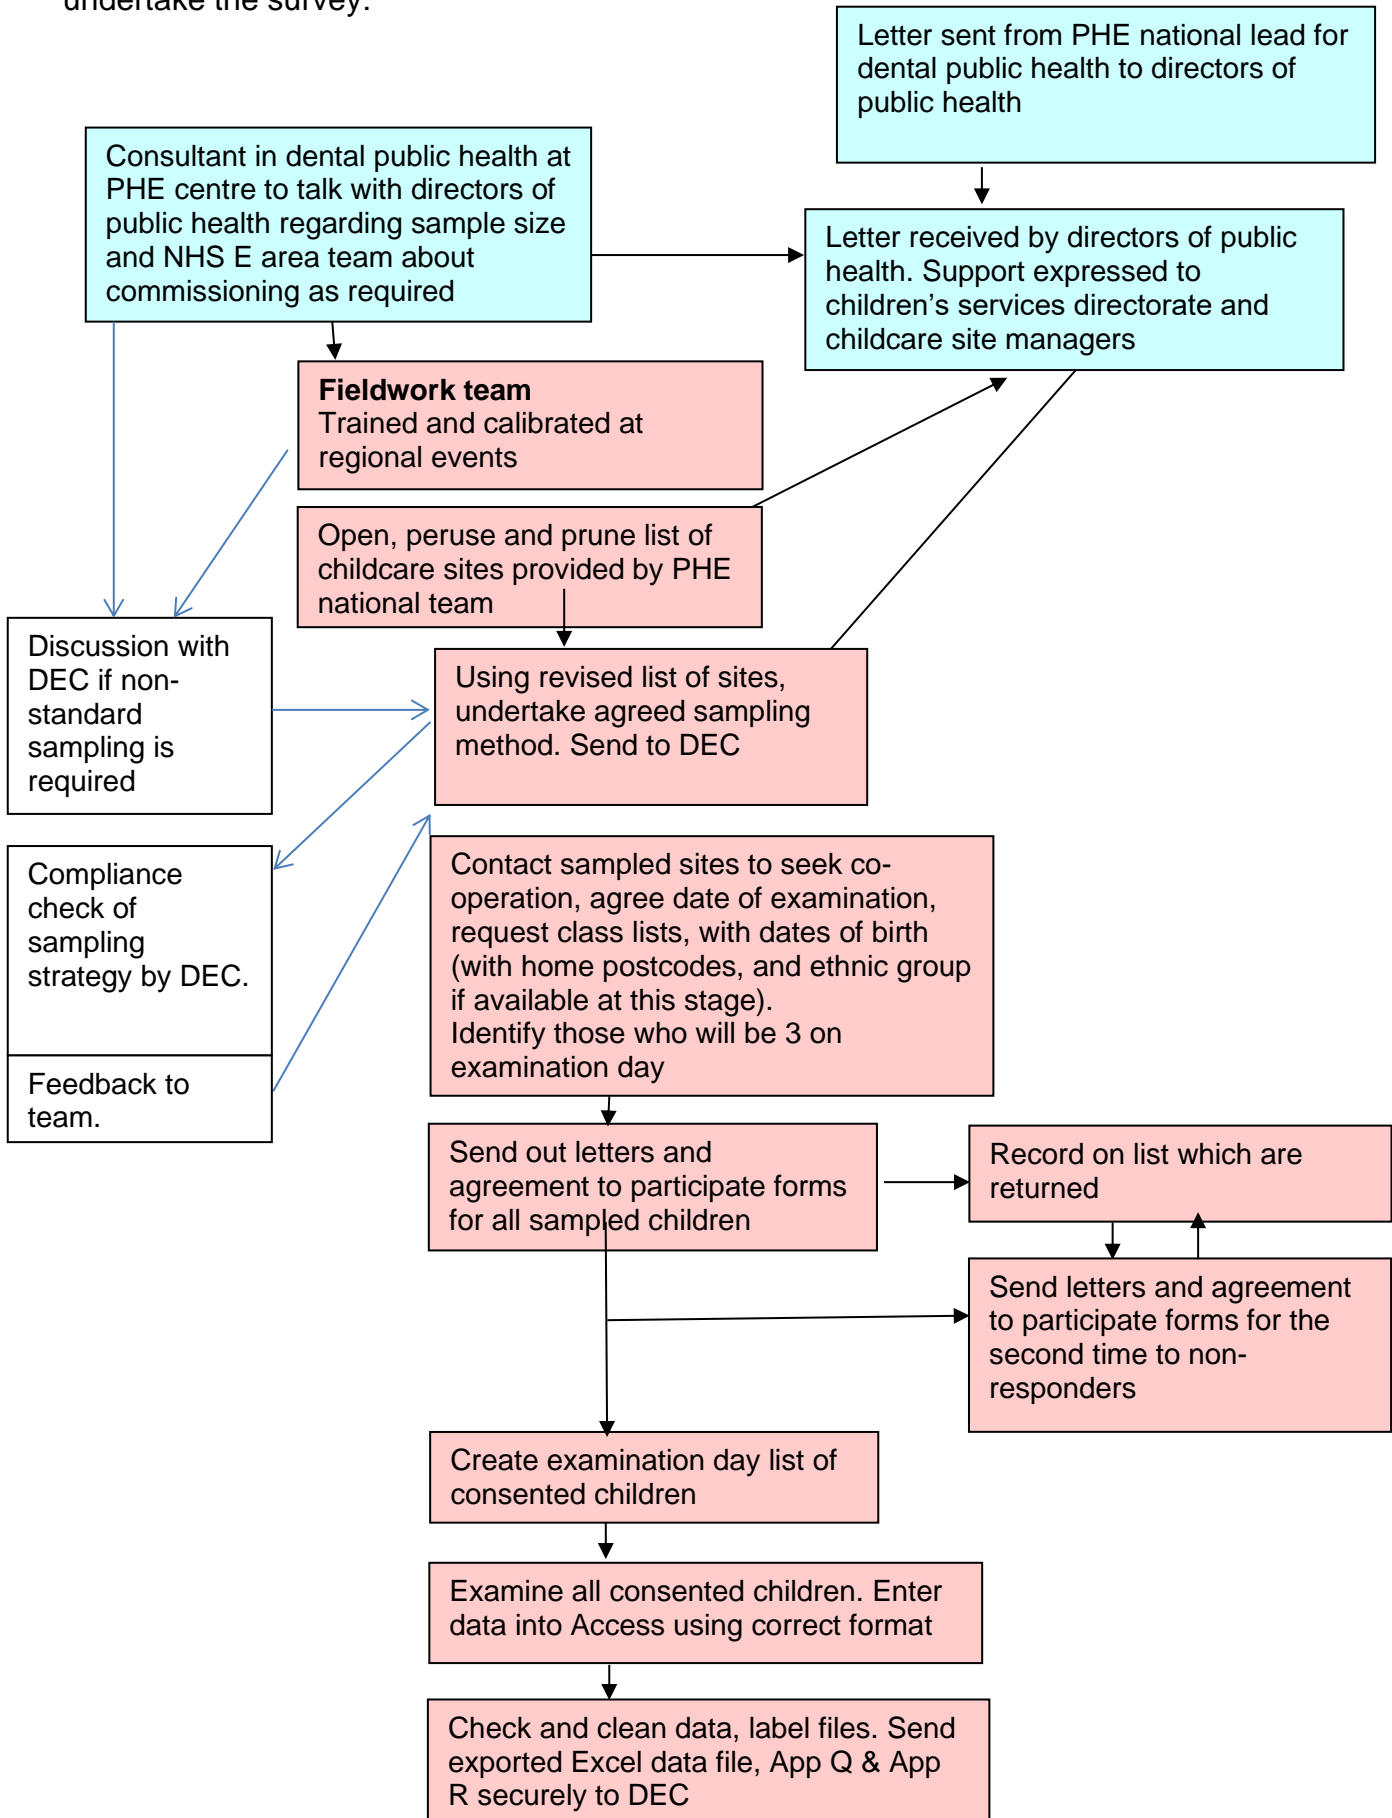 undertake the survey.
Letter sent from PHE national lead for
dental public health to directors of
public health
Consultant in dental public health at
PHE centre to talk with directors of
public health regarding sample size
and NHS E area team about
commissioning as required
Letter received by directors of public
health. Support expressed to
children’s services directorate and
childcare site managers
Fieldwork team
Trained and calibrated at
regional events
Open, peruse and prune list of
childcare sites provided by PHE
national team
Discussion with
DEC if non-
standard
sampling is
required
Using revised list of sites,
undertake agreed sampling
method. Send to DEC
Compliance
check of
sampling
strategy by DEC.
Feedback to
team.
Contact sampled sites to seek co-
operation, agree date of examination,
request class lists, with dates of birth
(with home postcodes, and ethnic group
if available at this stage).
Identify those who will be 3 on
examination day
Send out letters and
agreement to participate forms
for all sampled children
Record on list which are
returned
Send letters and agreement
to participate forms for the
second time to non-
responders
Create examination day list of
consented children
Examine all consented children. Enter
data into Access using correct format
Check and clean data, label files. Send
exported Excel data file, App Q & App
R securely to DEC